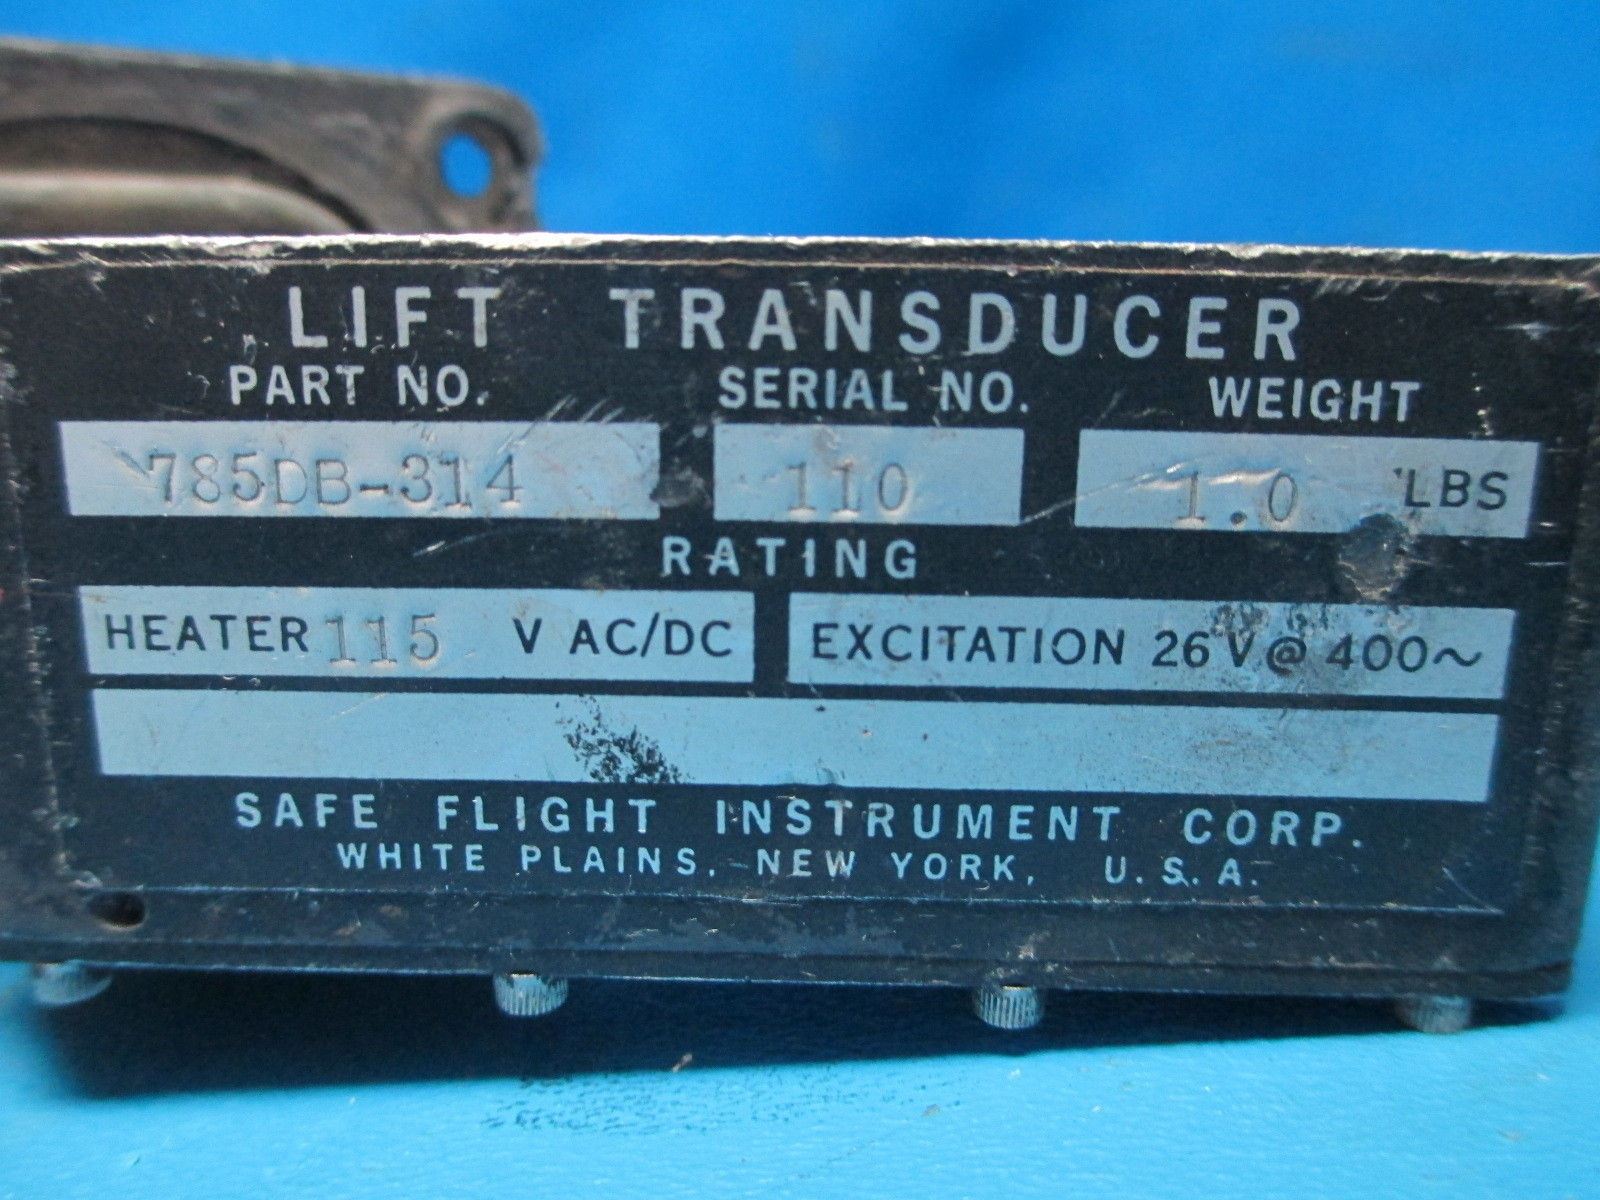 LIFT TRANSDUCER
PART NO. SERIAL NO. WEIGHT
785DB-314 110 1.0 LBS
RATING
HEATER 115 V AC/DC EXCITATION 26 V @ 400~
SAFE FLIGHT INSTRUMENT CORP.
WHITE PLAINS, NEW YORK, U.S.A.